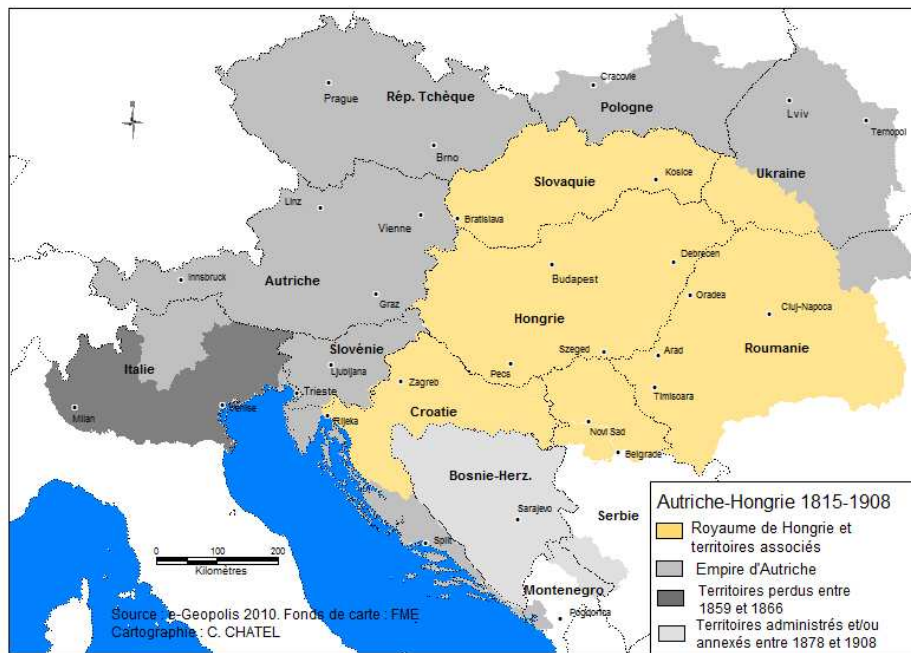 Cracovie
Prague
Rép. Tchèque
Pologne
Lviv
Ternopol
Brno
Ukraine
Slovaquie
Kosice
Linz
Vienne
Bratislava
Debrecen
Innsbruck
Autriche
Budapest
Oradea
Graz
Cluj-Napoca
Hongrie
Slovénie
Szeged
Arad
Roumanie
Italie
Ljubljana
Pecs
Zagreb
Timisoara
Trieste
Milan
Venise
Rijeka
Croatie
Novi Sad
Belgrade
Bosnie-Herz.
Sarajevo
Serbie
Split
Montenegro
Podgorica
0 100 200
Kilomètres
Source : e-Geopolis 2010. Fonds de carte : FME
Cartographie : C. CHATEL
Autriche-Hongrie 1815-1908
Royaume de Hongrie et
territoires associés
Empire d'Autriche
Territoires perdus entre
1859 et 1866
Territoires administrés et/ou
annexés entre 1878 et 1908